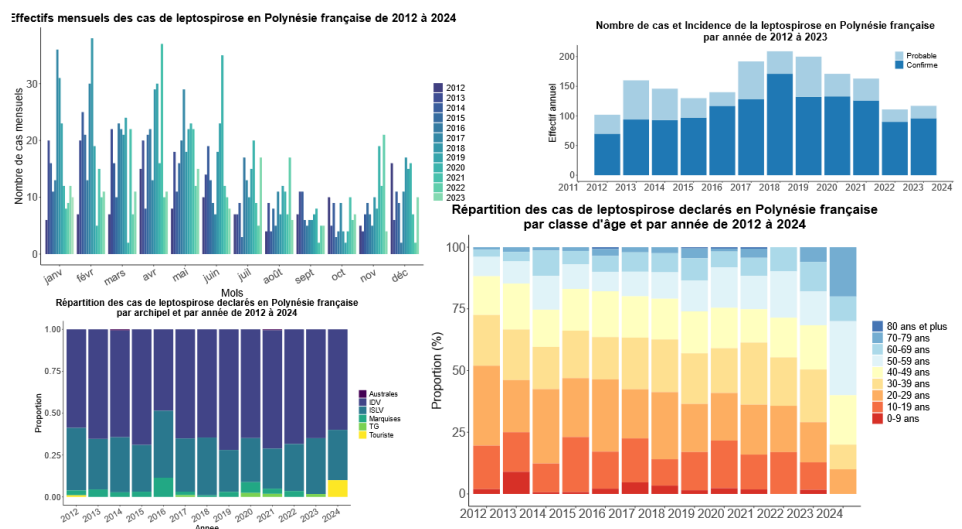 Effectifs mensuels des cas de leptospirose en Polynésie française de 2012 à 2024
Nombre de cas mensuels
30
20
10
0
janv
févr
mars
avr
mai
juin
juil
août
sept
oct
nov
déc
Mois
2012
2013
2014
2015
2016
2017
2018
2019
2020
2021
2022
2023
Nombre de cas et Incidence de la leptospirose en Polynésie française
par année de 2012 à 2023
Effectif annuel
200
150
100
50
0
2011
2012
2013
2014
2015
2016
2017
2018
2019
2020
2021
2022
2023
2024
Probable
Confirme
Répartition des cas de leptospirose declarés en Polynésie française
par archipel et par année de 2012 à 2024
Proportion
1.00
0.75
0.50
0.25
0.00
2012
2013
2014
2015
2016
2017
2018
2019
2020
2021
2022
2023
2024
Annee
Australes
IDV
ISLV
Marquises
TG
Touriste
Répartition des cas de leptospirose declarés en Polynésie française
par classe d'âge et par année de 2012 à 2024
Proportion (%)
100
75
50
25
0
2012
2013
2014
2015
2016
2017
2018
2019
2020
2021
2022
2023
2024
80 ans et plus
70-79 ans
60-69 ans
50-59 ans
40-49 ans
30-39 ans
20-29 ans
10-19 ans
0-9 ans